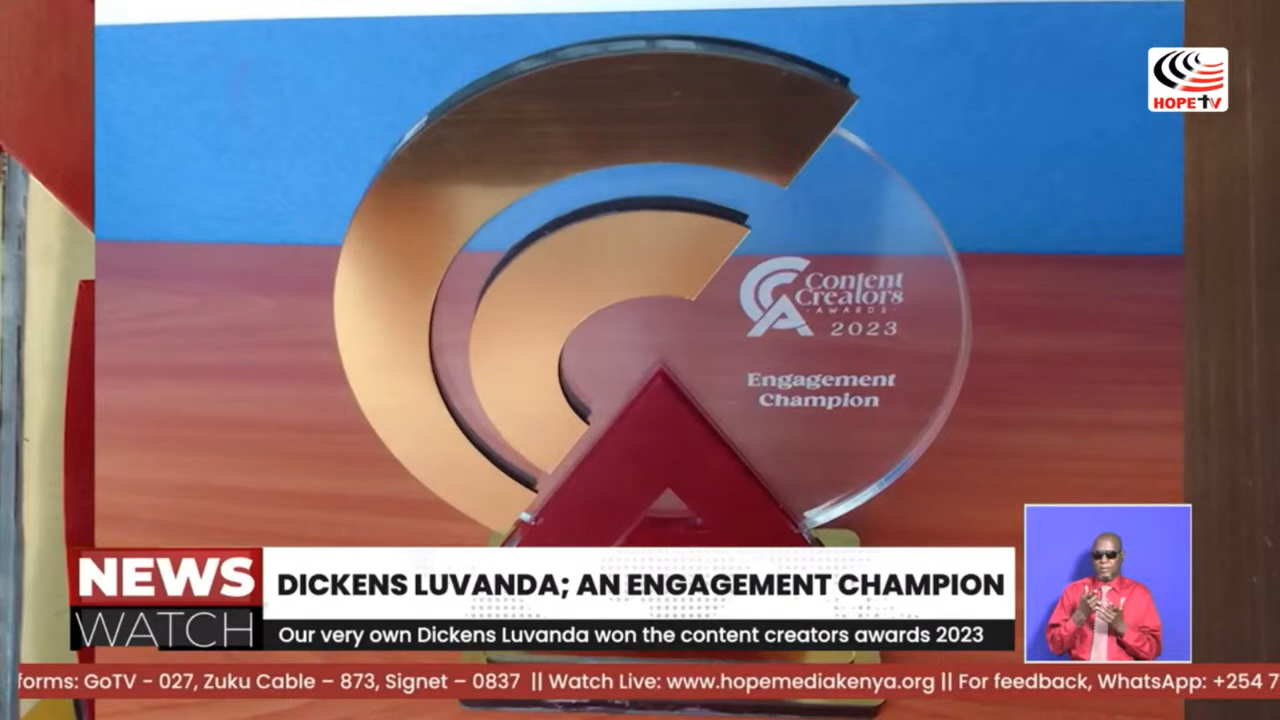 HOPE TV
Content
Creators
AWARDS
2023
Engagement
Champion
NEWS
WATCH
DICKENS LUVANDA; AN ENGAGEMENT CHAMPION
Our very own Dickens Luvanda won the content creators awards 2023
forms: GoTV - 027, Zuku Cable – 873, Signet – 0837 || Watch Live: www.hopemediakenya.org || For feedback, WhatsApp: +254 7